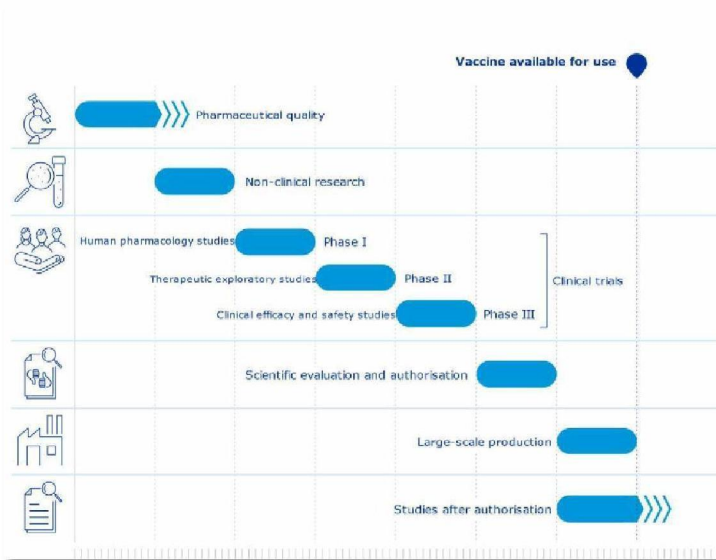 Vaccine available for use
Pharmaceutical quality
Non-clinical research
Human pharmacology studies Phase I
Therapeutic exploratory studies Phase II
Clinical trials
Clinical efficacy and safety studies Phase III
Scientific evaluation and authorisation
Large-scale production
Studies after authorisation